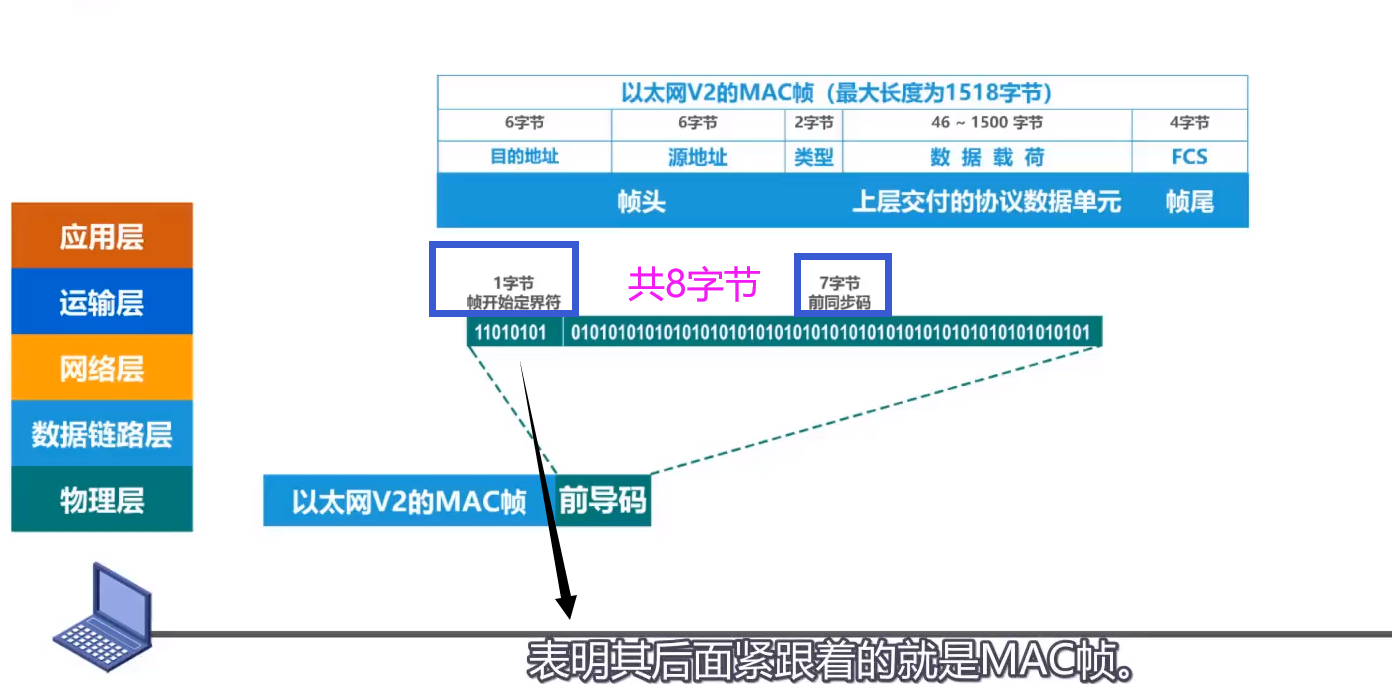 以太网V2的MAC帧（最大长度为1518字节）
6字节 6字节 2字节 46 ~ 1500 字节 4字节
目的地址 源地址 类型 数 据 载 荷 FCS
帧头 上层交付的协议数据单元 帧尾
应用层
运输层
网络层
数据链路层
物理层
1字节
帧开始定界符
共8字节
7字节
前同步码
11010101 01010101010101010101010101010101010101010101010101010101
以太网V2的MAC帧 前导码
表明其后面紧跟着的就是MAC帧。